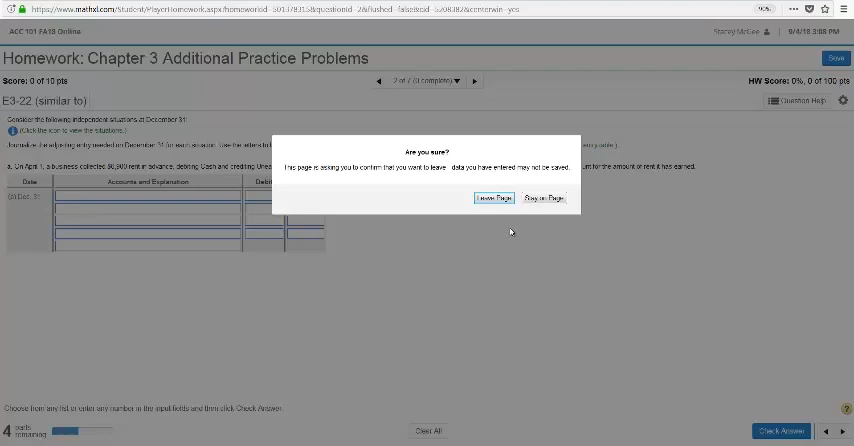 https://www.mathxl.com/Student/PlayerHomework.aspx?homeworkId=501378315&questionId=2&flushed=false&cId=5208382&centerwin=yes
90%
ACC 101 FA18 Online
Stacey McGee
9/4/18 3:08 PM
Homework: Chapter 3 Additional Practice Problems
Save
Score: 0 of 10 pts
2 of 7 (0 complete)
HW Score: 0%, 0 of 100 pts
E3-22 (similar to)
Question Help
Consider the following independent situations at December 31:
(Click the icon to view the situations.)
Journalize the adjusting entry needed on December 31 for each situation. Use the letters to l
a. On April 1, a business collected $6,900 rent in advance, debiting Cash and crediting Unea
unt for the amount of rent it has earned.
Are you sure?
This page is asking you to confirm that you want to leave - data you have entered may not be saved.
Leave Page
Stay on Page
Date
Accounts and Explanation
Debit
(a) Dec. 31
Choose from any list or enter any number in the input fields and then click Check Answer.
4 parts remaining
Clear All
Check Answer
?